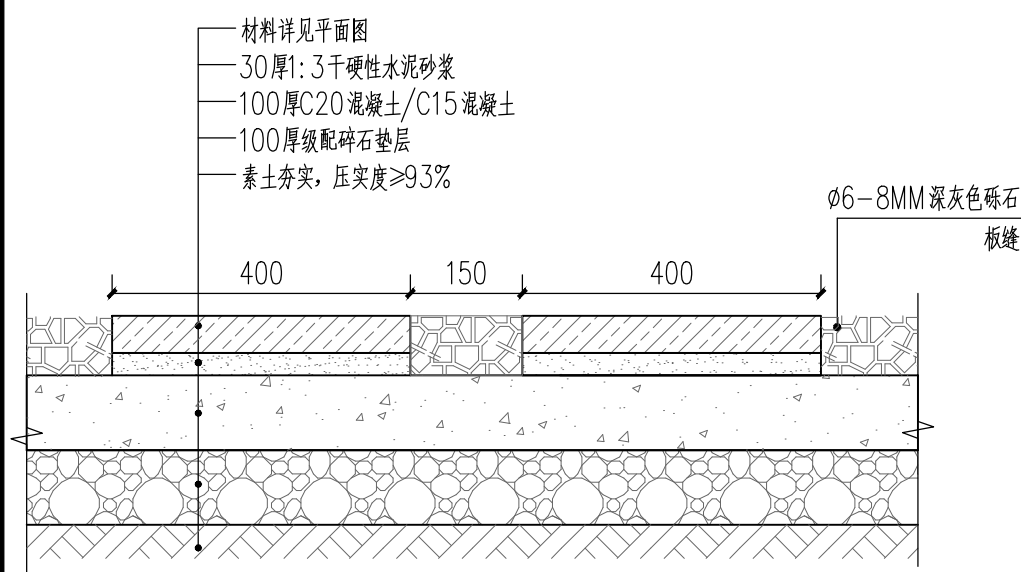 材料详见平面图
30厚1:3干硬性水泥砂浆
100厚C20混凝土/C15混凝土
100厚级配碎石垫层
素土夯实，压实度≥93%
ø6-8MM深灰色砾石
板缝
400
150
400